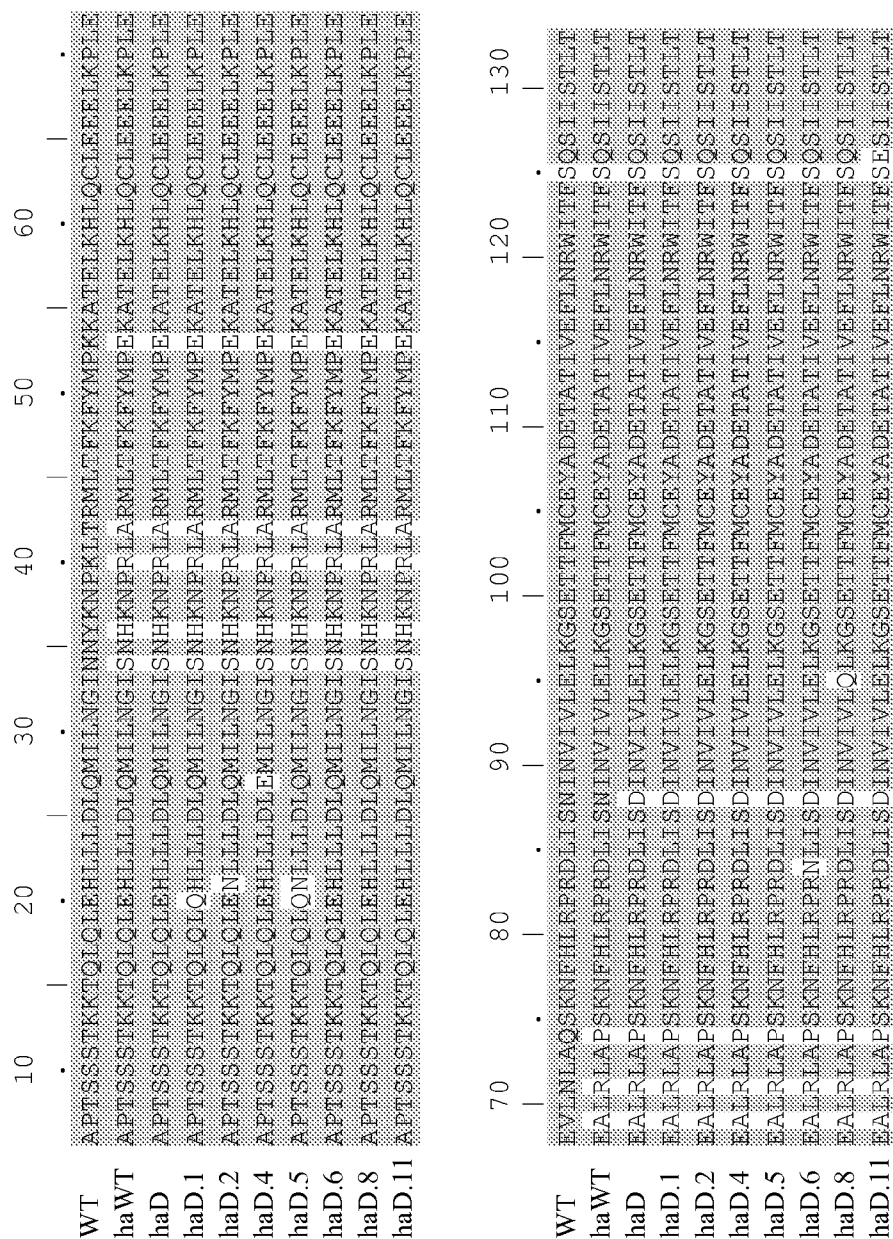 10 20 30 40 50 60
WT APTSSSTKKTQLQLEHLLLDLQMILNGINNYKNPKLTRMLTFKFYMPKKATELKHLQCLEEELKPLE
haWT APTSSSTKKTQLQLEHLLLDLQMILNGISNHKNPRLARMLTFKFYMPEKATELKHLQCLEEELKPLE
haD APTSSSTKKTQLQLEHLLLDLQMILNGISNHKNPRLARMLTFKFYMPEKATELKHLQCLEEELKPLE
haD.1 APTSSSTKKTQLQLQHLLLDLQMILNGISNHKNPRLARMLTFKFYMPEKATELKHLQCLEEELKPLE
haD.2 APTSSSTKKTQLQLENLLLDLQMILNGISNHKNPRLARMLTFKFYMPEKATELKHLQCLEEELKPLE
haD.4 APTSSSTKKTQLQLEHLLLDLEMILNGISNHKNPRLARMLTFKFYMPEKATELKHLQCLEEELKPLE
haD.5 APTSSSTKKTQLQLQNLLLDLQMILNGISNHKNPRLARMLTFKFYMPEKATELKHLQCLEEELKPLE
haD.6 APTSSSTKKTQLQLEHLLLDLQMILNGISNHKNPRLARMLTFKFYMPEKATELKHLQCLEEELKPLE
haD.8 APTSSSTKKTQLQLEHLLLDLQMILNGISNHKNPRLARMLTFKFYMPEKATELKHLQCLEEELKPLE
haD.11 APTSSSTKKTQLQLEHLLLDLQMILNGISNHKNPRLARMLTFKFYMPEKATELKHLQCLEEELKPLE
70 80 90 100 110 120 130
WT EVLNLAQSKNFHLRPRDLISNINVIVLELKGSETTFMCEYADETATIVEFLNRWITFSQSIISTLT
haWT EALRLAPSKNFHLRPRDLISNINVIVLELKGSETTFMCEYADETATIVEFLNRWITFSQSIISTLT
haD EALRLAPSKNFHLRPRDLISDINVIVLELKGSETTFMCEYADETATIVEFLNRWITFSQSIISTLT
haD.1 EALRLAPSKNFHLRPRDLISDINVIVLELKGSETTFMCEYADETATIVEFLNRWITFSQSIISTLT
haD.2 EALRLAPSKNFHLRPRDLISDINVIVLELKGSETTFMCEYADETATIVEFLNRWITFSQSIISTLT
haD.4 EALRLAPSKNFHLRPRDLISDINVIVLELKGSETTFMCEYADETATIVEFLNRWITFSQSIISTLT
haD.5 EALRLAPSKNFHLRPRDLISDINVIVLELKGSETTFMCEYADETATIVEFLNRWITFSQSIISTLT
haD.6 EALRLAPSKNFHLRPRNLISDINVIVLELKGSETTFMCEYADETATIVEFLNRWITFSQSIISTLT
haD.8 EALRLAPSKNFHLRPRDLISDINVIVLQLKGSETTFMCEYADETATIVEFLNRWITFSQSIISTLT
haD.11 EALRLAPSKNFHLRPRDLISDINVIVLELKGSETTFMCEYADETATIVEFLNRWITFSESIISTLT